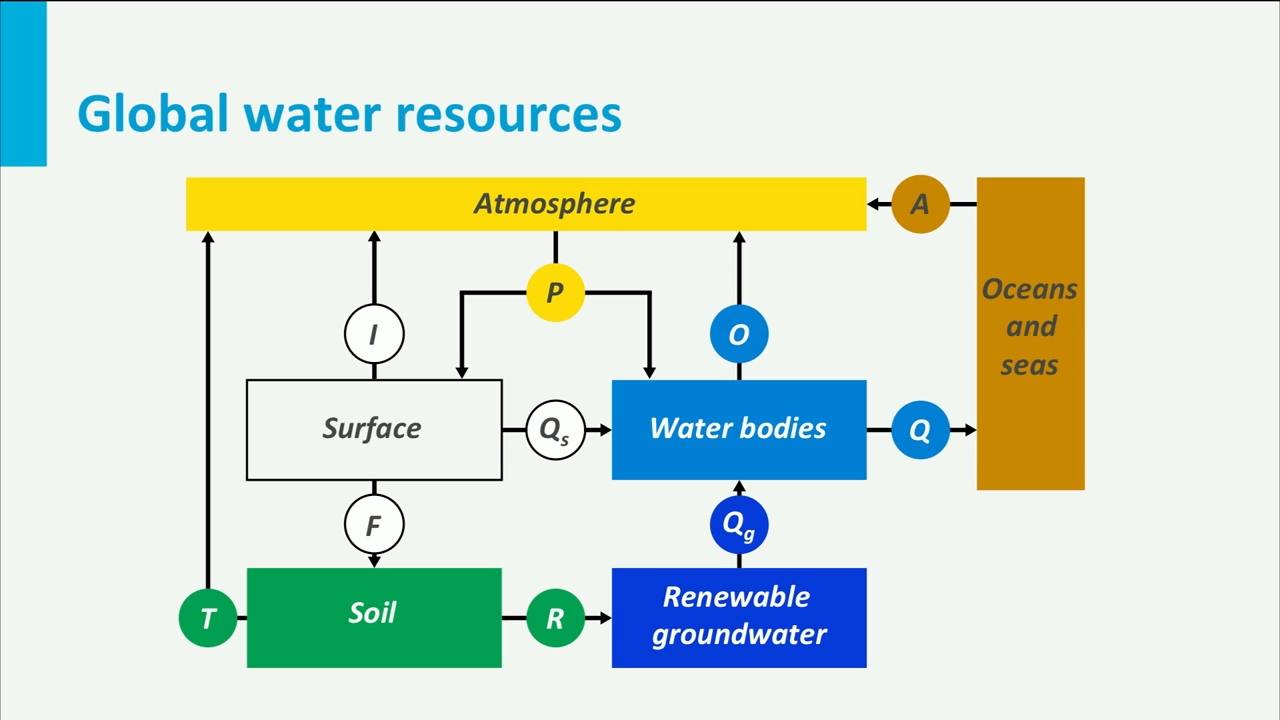 Global water resources
Atmosphere
A
Oceans
and
seas
P
I
O
Surface
Qs
Water bodies
Q
F
Qg
T
Soil
R
Renewable
groundwater